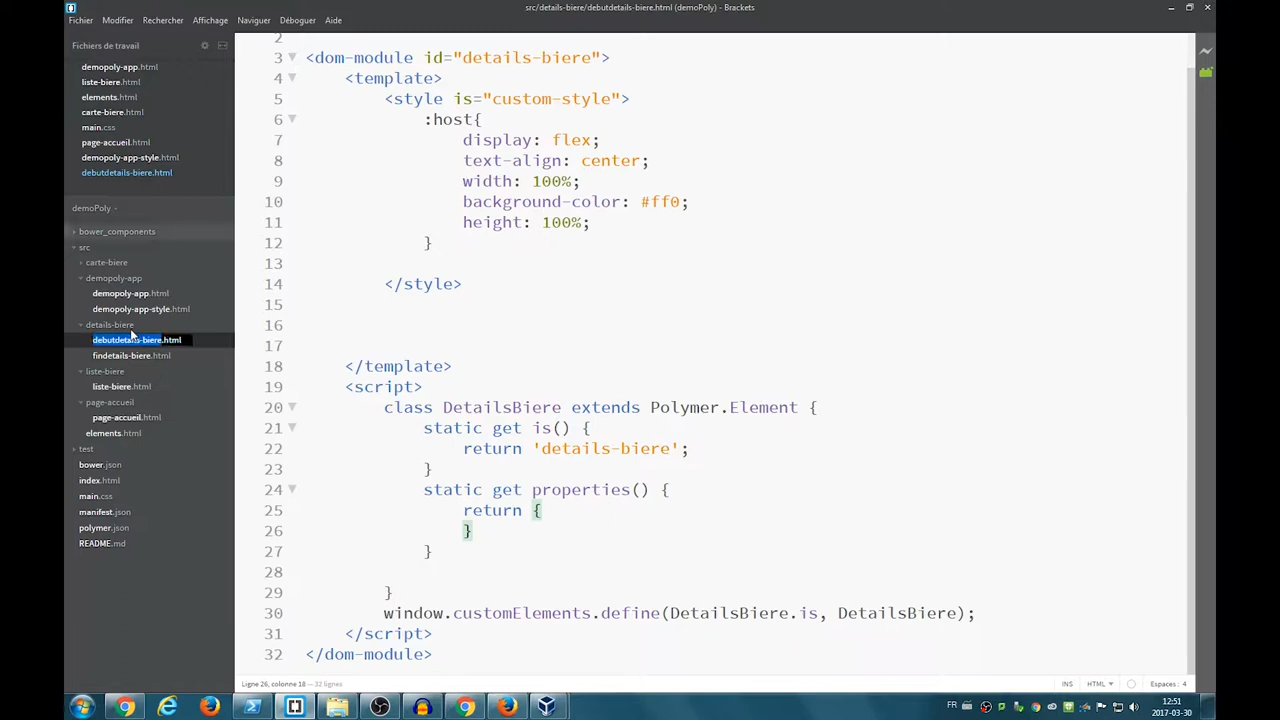 src/details-biere/debutdetails-biere.html (demoPoly) - Brackets
Fichier Modifier Rechercher Affichage Naviguer Déboguer Aide
Fichiers de travail
demopoly-app.html
liste-biere.html
elements.html
carte-biere.html
main.css
page-accueil.html
demopoly-app-style.html
debutdetails-biere.html
demoPoly
bower_components
src
carte-biere
demopoly-app
demopoly-app.html
demopoly-app-style.html
details-biere
debutdetails-biere.html
findetails-biere.html
liste-biere
liste-biere.html
page-accueil
page-accueil.html
elements.html
test
bower.json
index.html
main.css
manifest.json
polymer.json
README.md
2
3 <dom-module id="details-biere">
4 <template>
5 <style is="custom-style">
6 :host{
7 display: flex;
8 text-align: center;
9 width: 100%;
10 background-color: #ff0;
11 height: 100%;
12 }
13
14 </style>
15
16
17
18 </template>
19 <script>
20 class DetailsBiere extends Polymer.Element {
21 static get is() {
22 return 'details-biere';
23 }
24 static get properties() {
25 return {
26 }
27 }
28
29 }
30 window.customElements.define(DetailsBiere.is, DetailsBiere);
31 </script>
32 </dom-module>
Ligne 26, colonne 18 — 32 lignes
INS HTML Espaces : 4
FR
12:51
2017-03-30